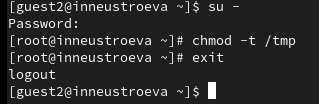 [guest2@inneustroeva ~]$ su -
Password:
[root@inneustroeva ~]# chmod -t /tmp
[root@inneustroeva ~]# exit
logout
[guest2@inneustroeva ~]$